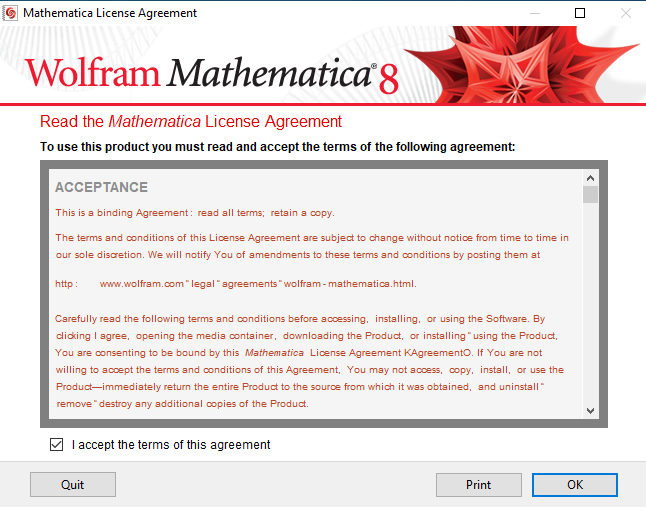 Mathematica License Agreement
Wolfram Mathematica® 8
Read the Mathematica License Agreement
To use this product you must read and accept the terms of the following agreement:
ACCEPTANCE
This is a binding Agreement : read all terms; retain a copy.
The terms and conditions of this License Agreement are subject to change without notice from time to time in
our sole discretion. We will notify You of amendments to these terms and conditions by posting them at
http : www.wolfram.com " legal " agreements " wolfram - mathematica.html.
Carefully read the following terms and conditions before accessing, installing, or using the Software. By
clicking I agree, opening the media container, downloading the Product, or installing " using the Product,
You are consenting to be bound by this Mathematica License Agreement KAgreementO. If You are not
willing to accept the terms and conditions of this Agreement, You may not access, copy, install, or use the
Product—immediately return the entire Product to the source from which it was obtained, and uninstall "
remove " destroy any additional copies of the Product.
I accept the terms of this agreement
Quit
Print
OK